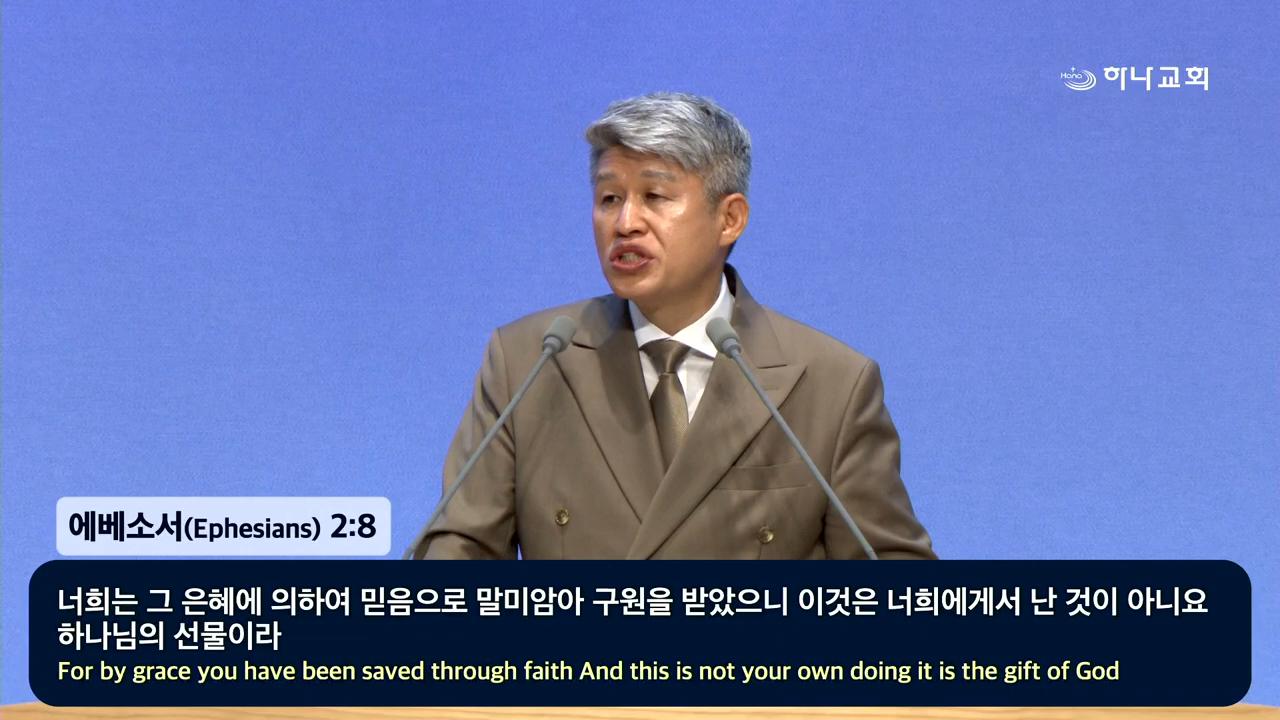 Hana 하나교회
에베소서(Ephesians) 2:8
너희는 그 은혜에 의하여 믿음으로 말미암아 구원을 받았으니 이것은 너희에게서 난 것이 아니요
하나님의 선물이라
For by grace you have been saved through faith And this is not your own doing it is the gift of God